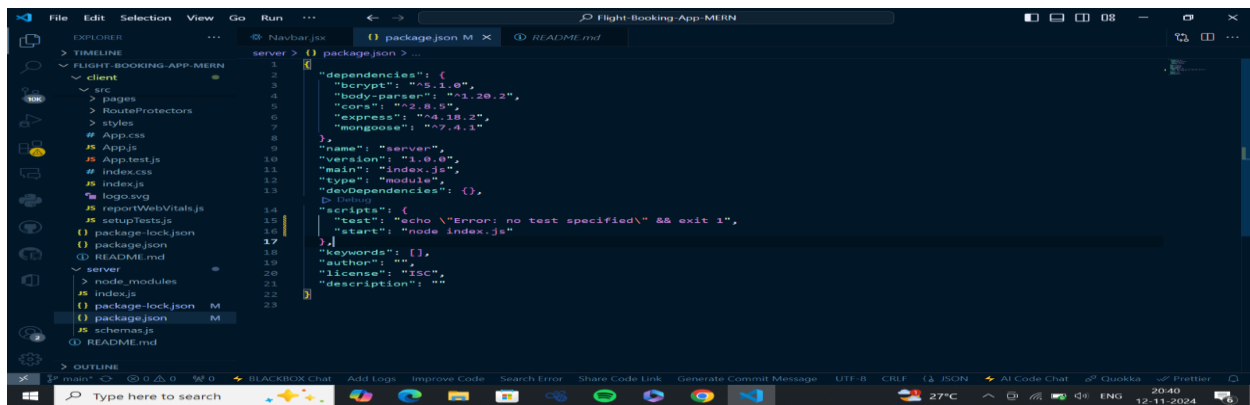 File Edit Selection View Go Run ··· Flight-Booking-App-MERN
EXPLORER ···
Navbar.jsx {} package.json M README.md
TIMELINE
server > {} package.json > ...
FLIGHT-BOOKING-APP-MERN
client
src
pages
RouteProtectors
styles
# App.css
JS App.js
JS App.test.js
# index.css
JS index.js
logo.svg
JS reportWebVitals.js
JS setupTests.js
{} package-lock.json
{} package.json
README.md
server
node_modules
JS index.js
{} package-lock.json M
{} package.json M
JS schemas.js
README.md
OUTLINE
10K
2
1 {
2 "dependencies": {
3 "bcrypt": "^5.1.0",
4 "body-parser": "^1.20.2",
5 "cors": "^2.8.5",
6 "express": "^4.18.2",
7 "mongoose": "^7.4.1"
8 },
9 "name": "server",
10 "version": "1.0.0",
11 "main": "index.js",
12 "type": "module",
13 "devDependencies": {},
Debug
14 "scripts": {
15 "test": "echo \"Error: no test specified\" && exit 1",
16 "start": "node index.js"
17 },
18 "keywords": [],
19 "author": "",
20 "license": "ISC",
21 "description": ""
22 }
23
main* 0 0 0 BLACKBOX Chat Add Logs Improve Code Search Error Share Code Link Generate Commit Message UTF-8 CRLF JSON AI Code Chat Quokka Prettier
Type here to search 27°C ENG 20:40
12-11-2024 6